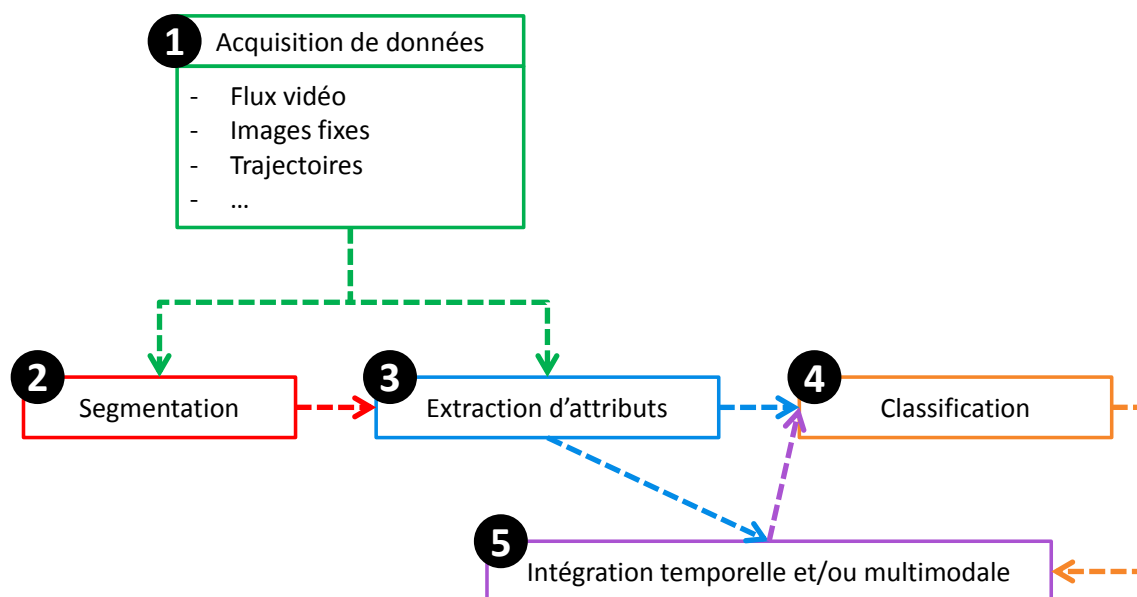 1 Acquisition de données
- Flux vidéo
- Images fixes
- Trajectoires
- ...
2 Segmentation
3 Extraction d'attributs
4 Classification
5 Intégration temporelle et/ou multimodale